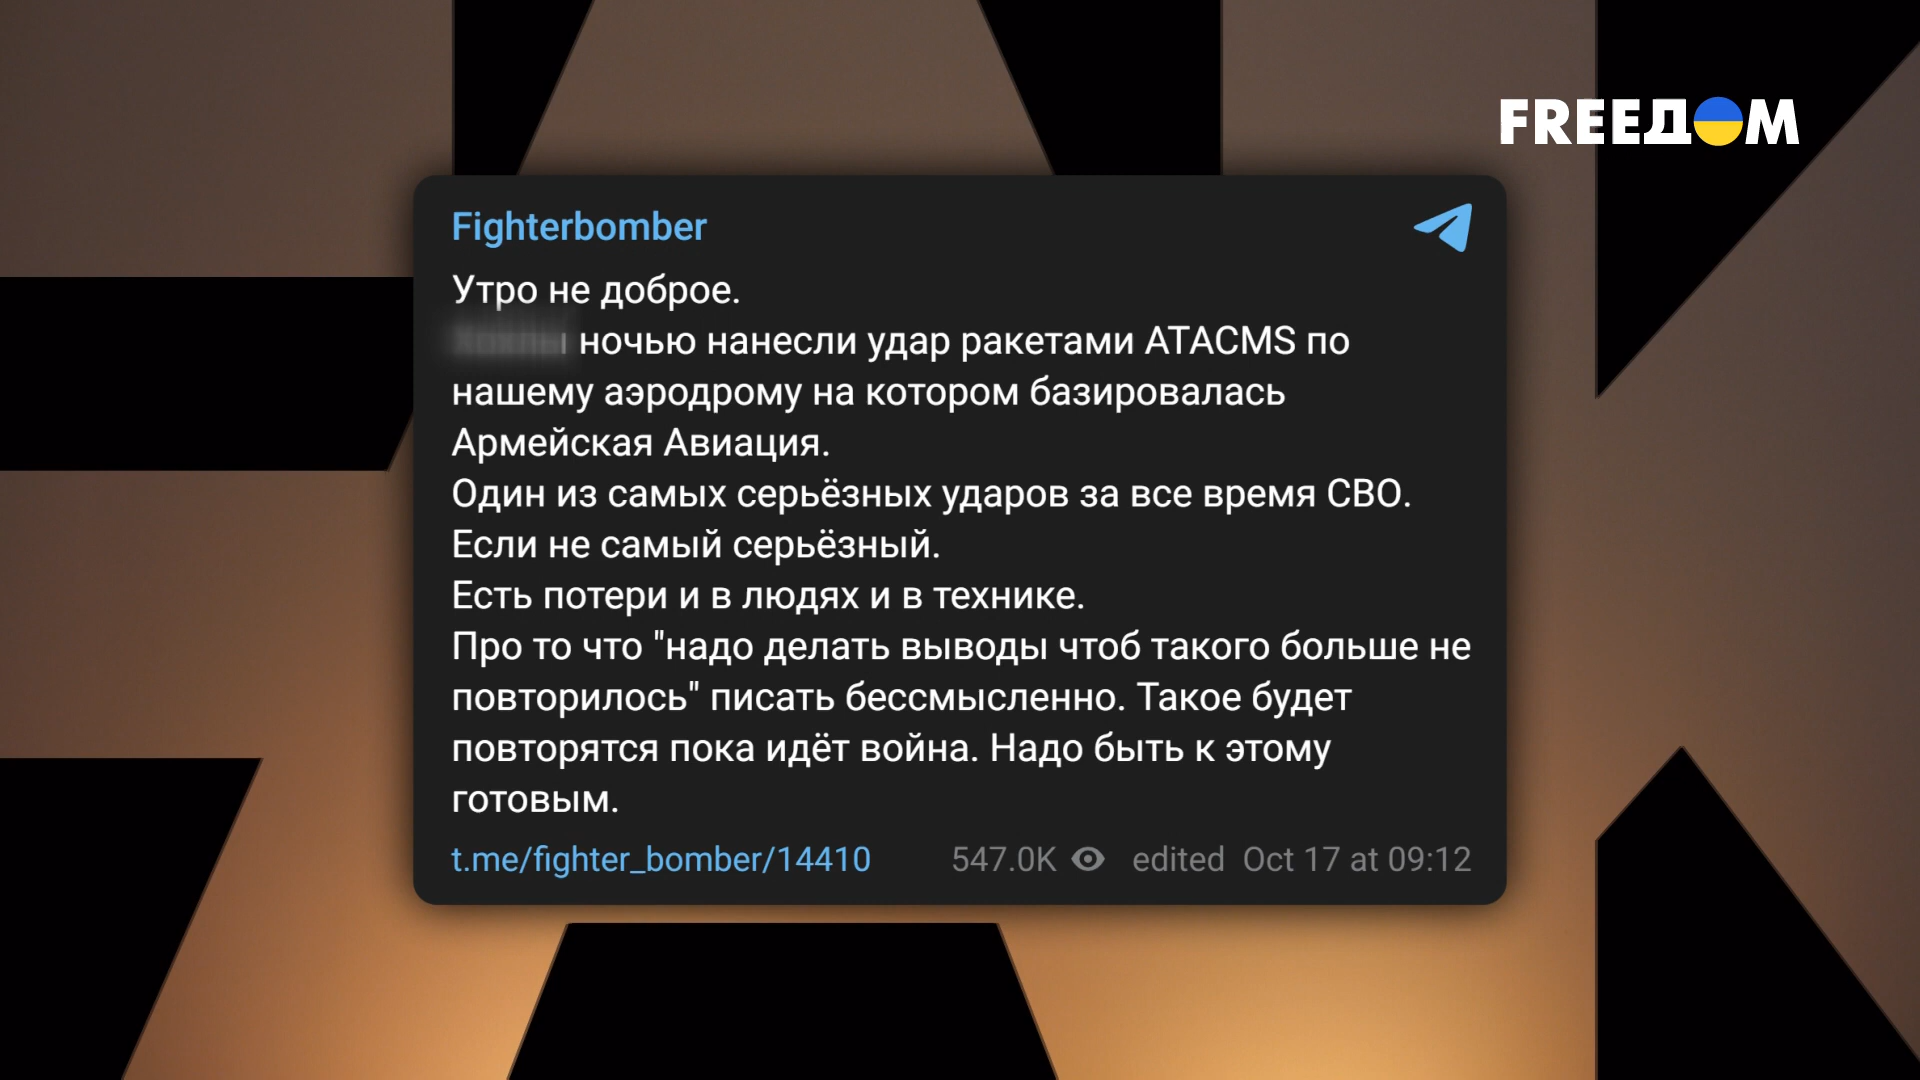 FREEДOM
Fighterbomber
Утро не доброе.
ночью нанесли удар ракетами ATACMS по
нашему аэродрому на котором базировалась
Армейская Авиация.
Один из самых серьёзных ударов за все время СВО.
Если не самый серьёзный.
Есть потери и в людях и в технике.
Про то что "надо делать выводы чтоб такого больше не
повторилось" писать бессмысленно. Такое будет
повторятся пока идёт война. Надо быть к этому
готовым.
t.me/fighter_bomber/14410 547.0K edited Oct 17 at 09:12